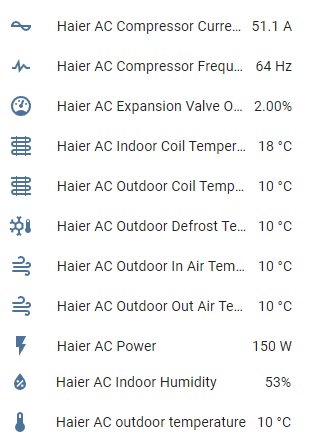 Haier AC Compressor Curre... 51.1 A
Haier AC Compressor Frequ... 64 Hz
Haier AC Expansion Valve O... 2.00%
Haier AC Indoor Coil Temper... 18 °C
Haier AC Outdoor Coil Temp... 10 °C
Haier AC Outdoor Defrost Te... 10 °C
Haier AC Outdoor In Air Tem... 10 °C
Haier AC Outdoor Out Air Te... 10 °C
Haier AC Power 150 W
Haier AC Indoor Humidity 53%
Haier AC outdoor temperature 10 °C